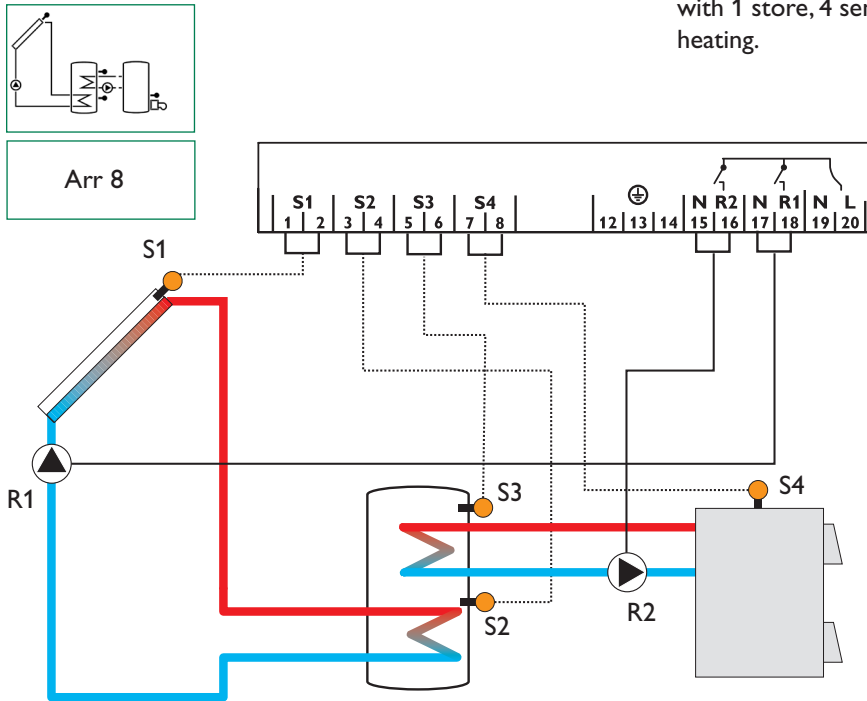 with 1 store, 4
heating.
Arr 8
S1 S2 S3 S4 N R2 N R1 N L
1 2 3 4 5 6 7 8 12 13 14 15 16 17 18 19 20
S1
S3
S4
R1
S2
R2